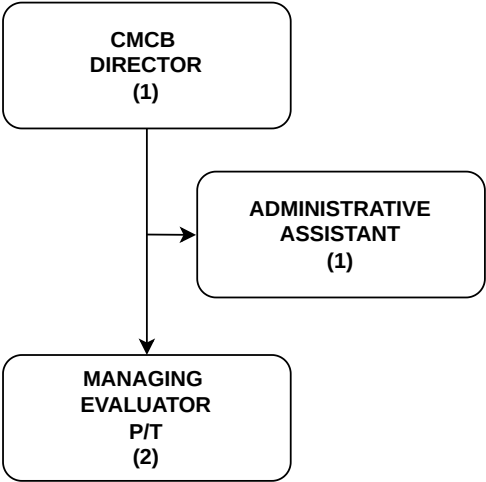 CMCB
DIRECTOR
(1)
ADMINISTRATIVE
ASSISTANT
(1)
MANAGING
EVALUATOR
P/T
(2)